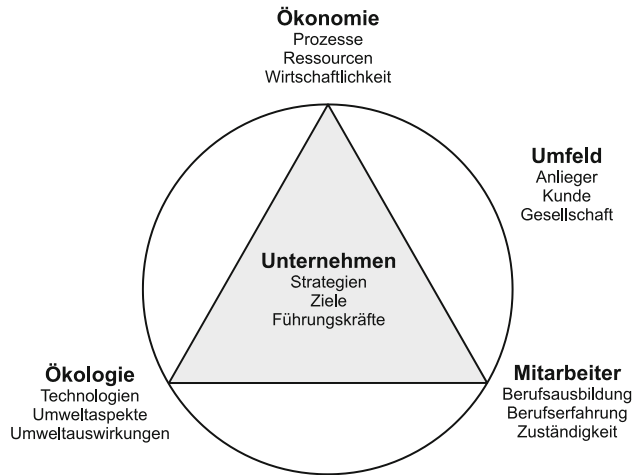 Ökonomie
Prozesse
Ressourcen
Wirtschaftlichkeit
Umfeld
Anlieger
Kunde
Gesellschaft
Unternehmen
Strategien
Ziele
Führungskräfte
Ökologie
Technologien
Umweltaspekte
Umweltauswirkungen
Mitarbeiter
Berufsausbildung
Berufserfahrung
Zuständigkeit